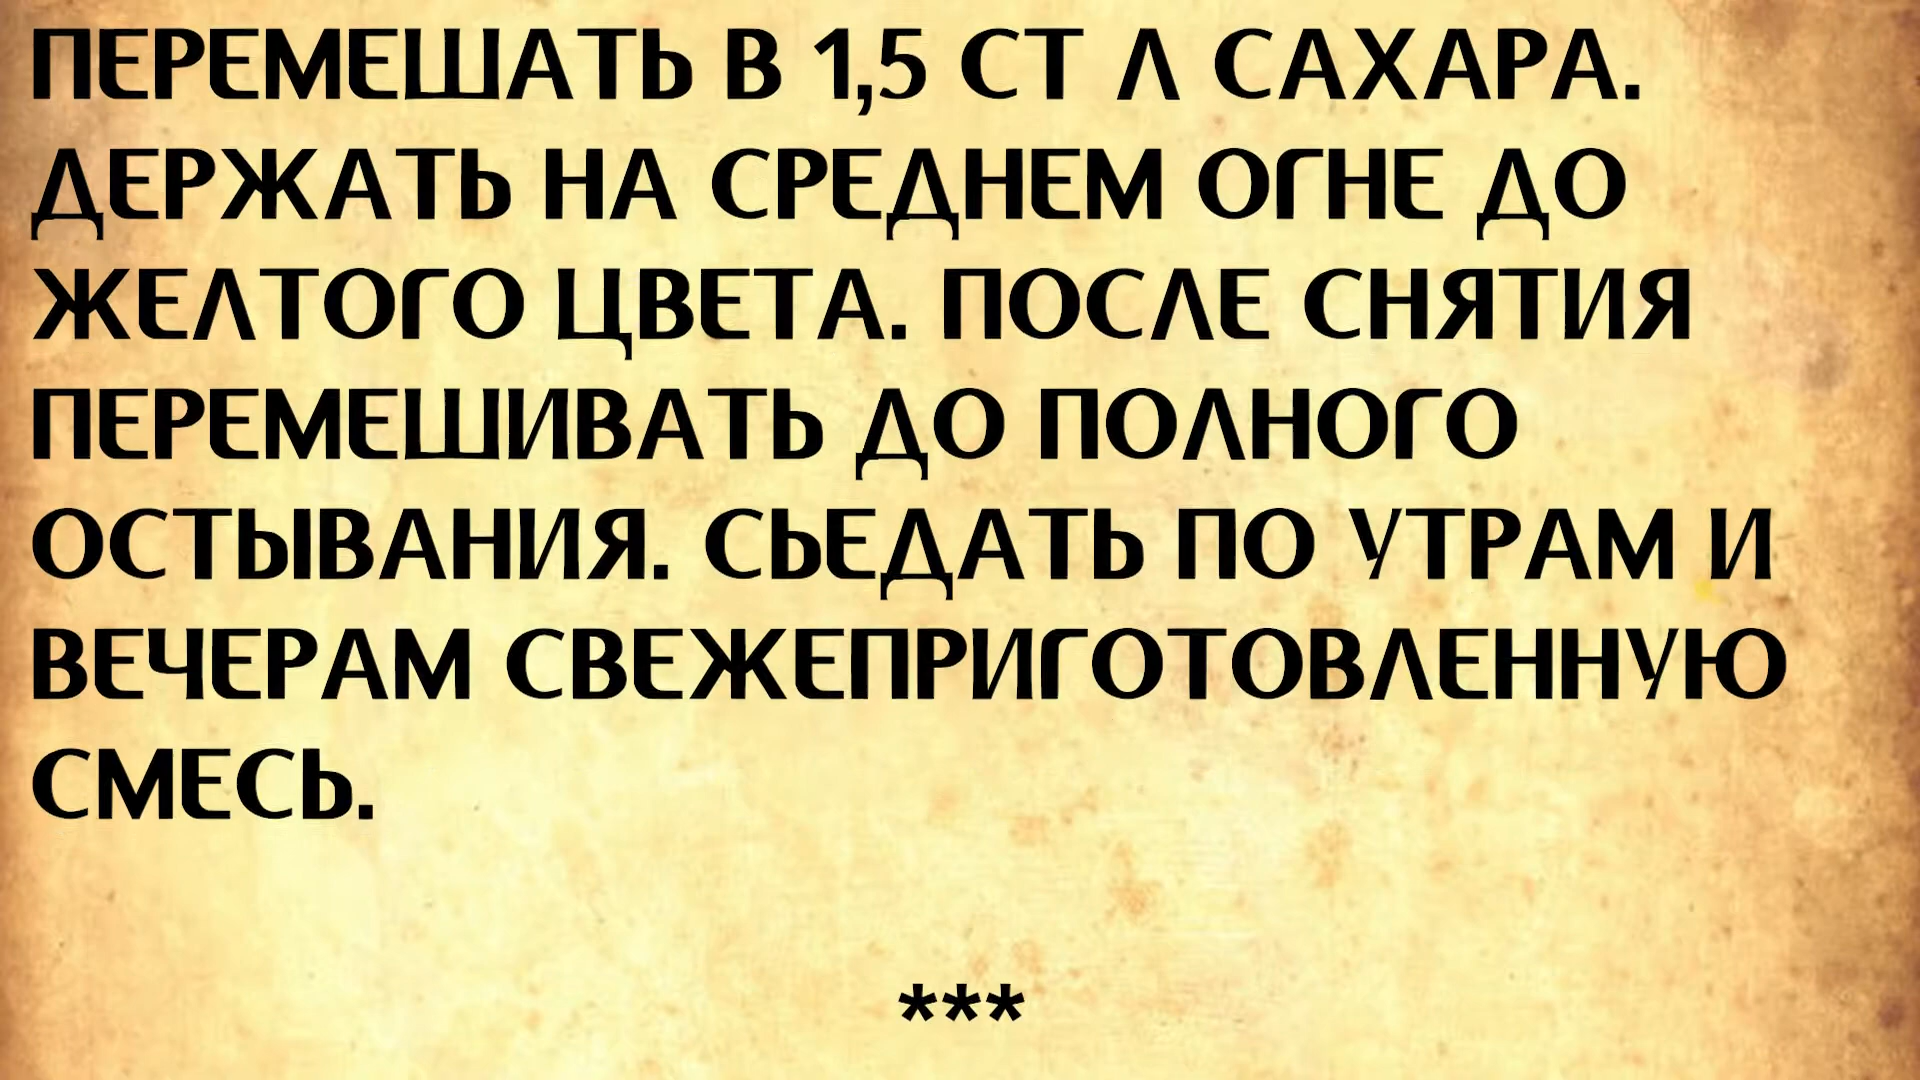 ПЕРЕМЕШАТЬ В 1,5 СТ Л САХАРА.
ДЕРЖАТЬ НА СРЕДНЕМ ОГНЕ ДО
ЖЕЛТОГО ЦВЕТА. ПОСЛЕ СНЯТИЯ
ПЕРЕМЕШИВАТЬ ДО ПОЛНОГО
ОСТЫВАНИЯ. СЬЕДАТЬ ПО УТРАМ И
ВЕЧЕРАМ СВЕЖЕПРИГОТОВЛЕННУЮ
СМЕСЬ.
***